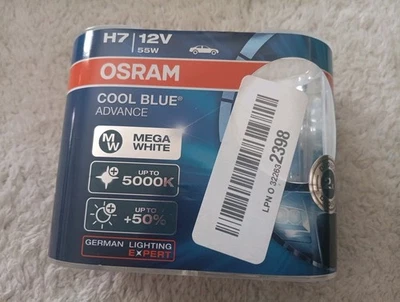 H7 12V
55W
OSRAM
COOL BLUE®
ADVANCE
MW MEGA
WHITE
UP TO
5000K
UP TO
+50%
GERMAN LIGHTING
EXPERT
LPN O 322632398